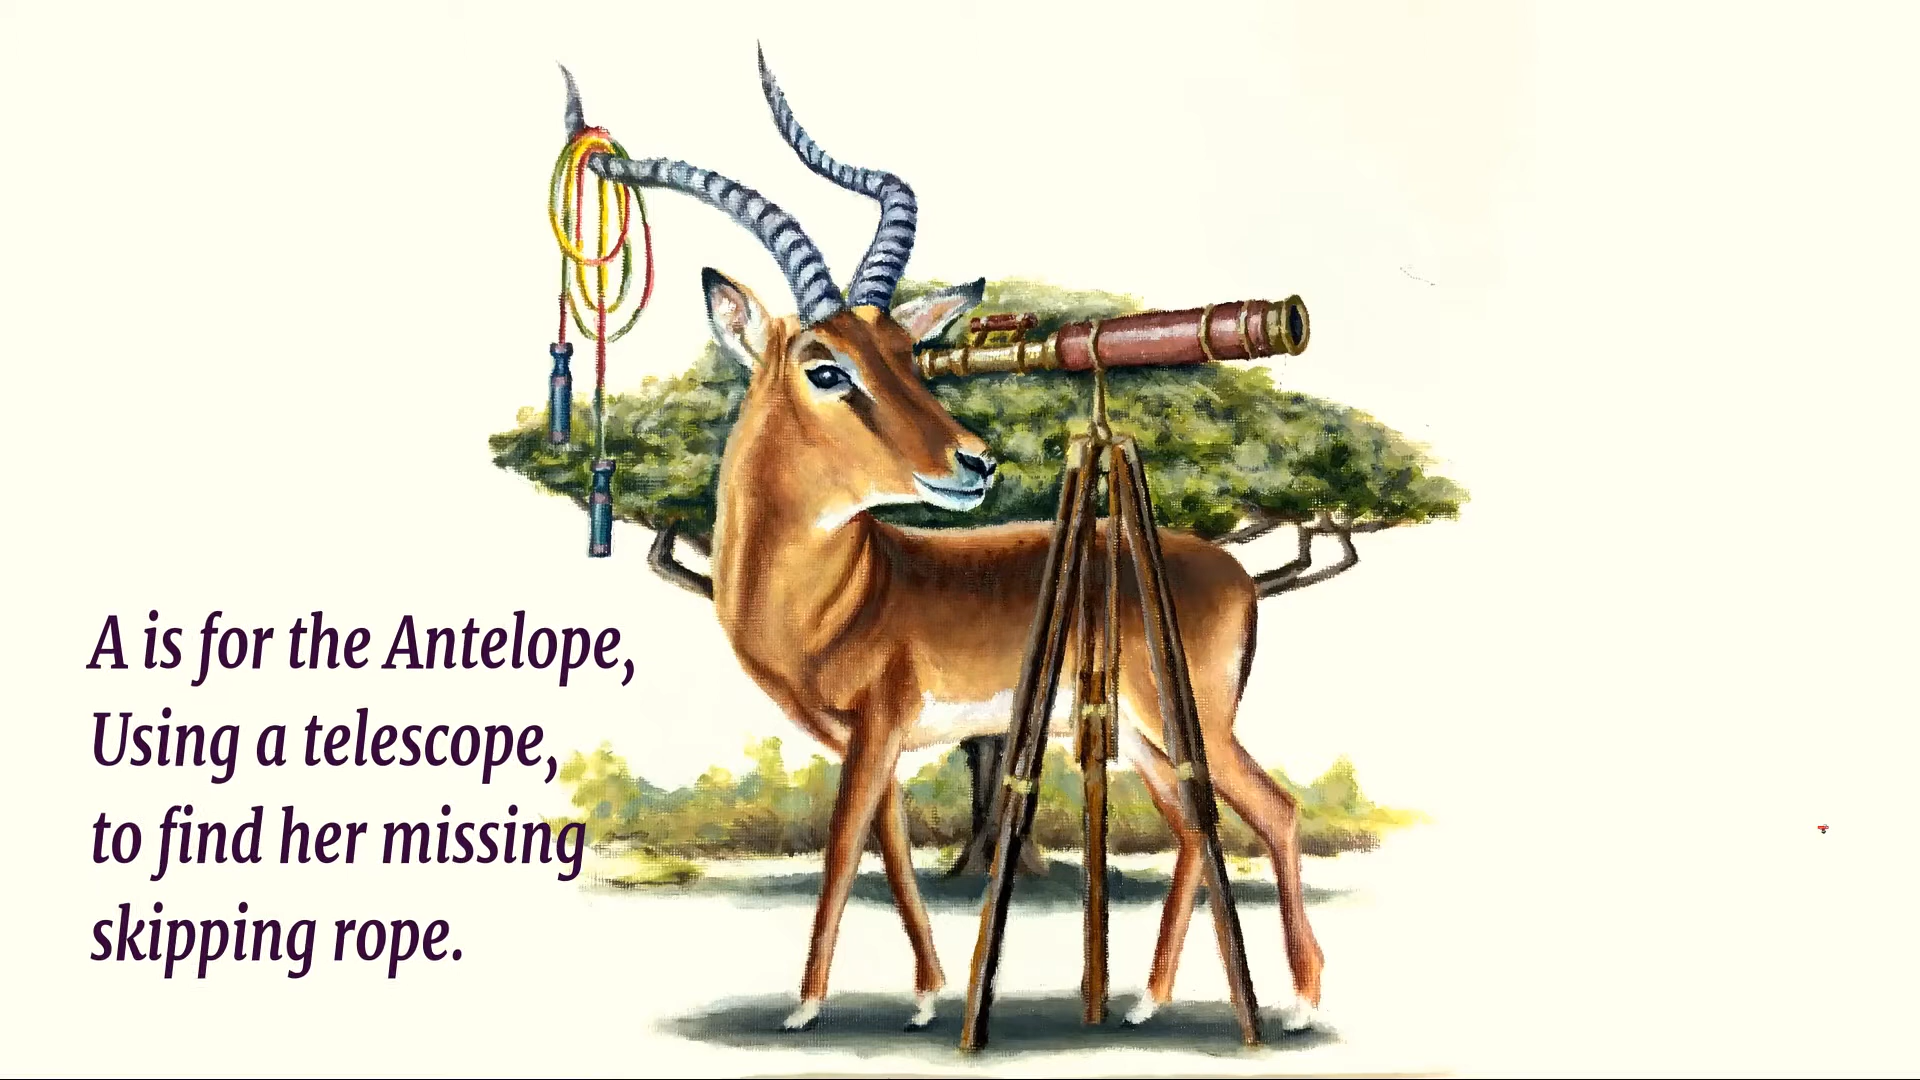 A is for the Antelope,
Using a telescope,
to find her missing
skipping rope.